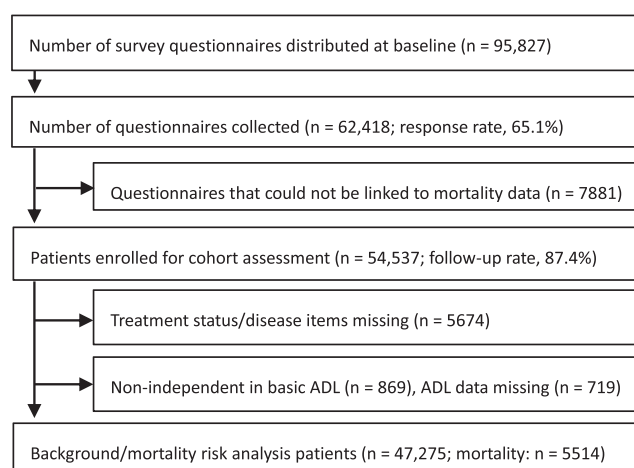 Number of survey questionnaires distributed at baseline (n = 95,827)
Number of questionnaires collected (n = 62,418; response rate, 65.1%)
Questionnaires that could not be linked to mortality data (n = 7881)
Patients enrolled for cohort assessment (n = 54,537; follow-up rate, 87.4%)
Treatment status/disease items missing (n = 5674)
Non-independent in basic ADL (n = 869), ADL data missing (n = 719)
Background/mortality risk analysis patients (n = 47,275; mortality: n = 5514)